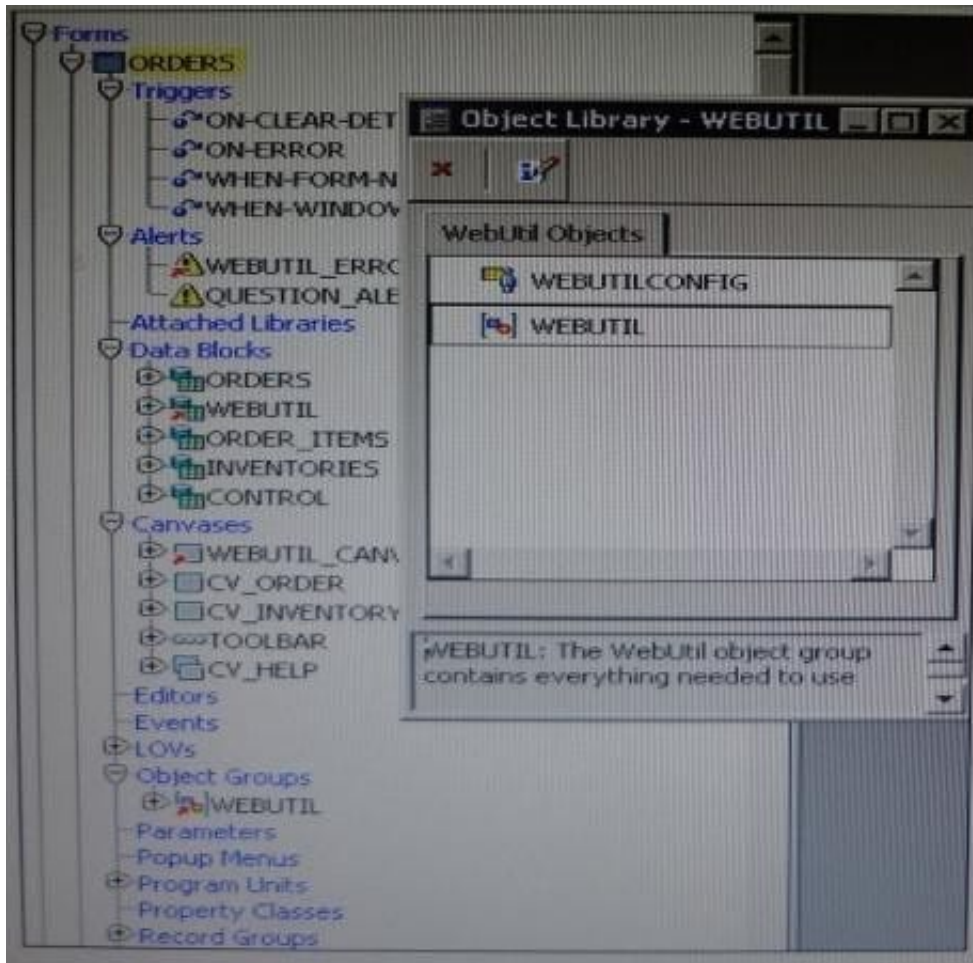 Forms
ORDERS
Triggers
ON-CLEAR-DET
ON-ERROR
WHEN-FORM-N
WHEN-WINDOW
Alerts
WEBUTIL_ERRO
QUESTION_ALE
Attached Libraries
Data Blocks
ORDERS
WEBUTIL
ORDER_ITEMS
INVENTORIES
CONTROL
Canvases
WEBUTIL_CANV
CV_ORDER
CV_INVENTORY
TOOLBAR
CV_HELP
Editors
Events
LOVs
Object Groups
WEBUTIL
Parameters
Popup Menus
Program Units
Property Classes
Record Groups
Object Library - WEBUTIL
WebUtil Objects
WEBUTILCONFIG
WEBUTIL
WEBUTIL: The WebUtil object group
contains everything needed to use